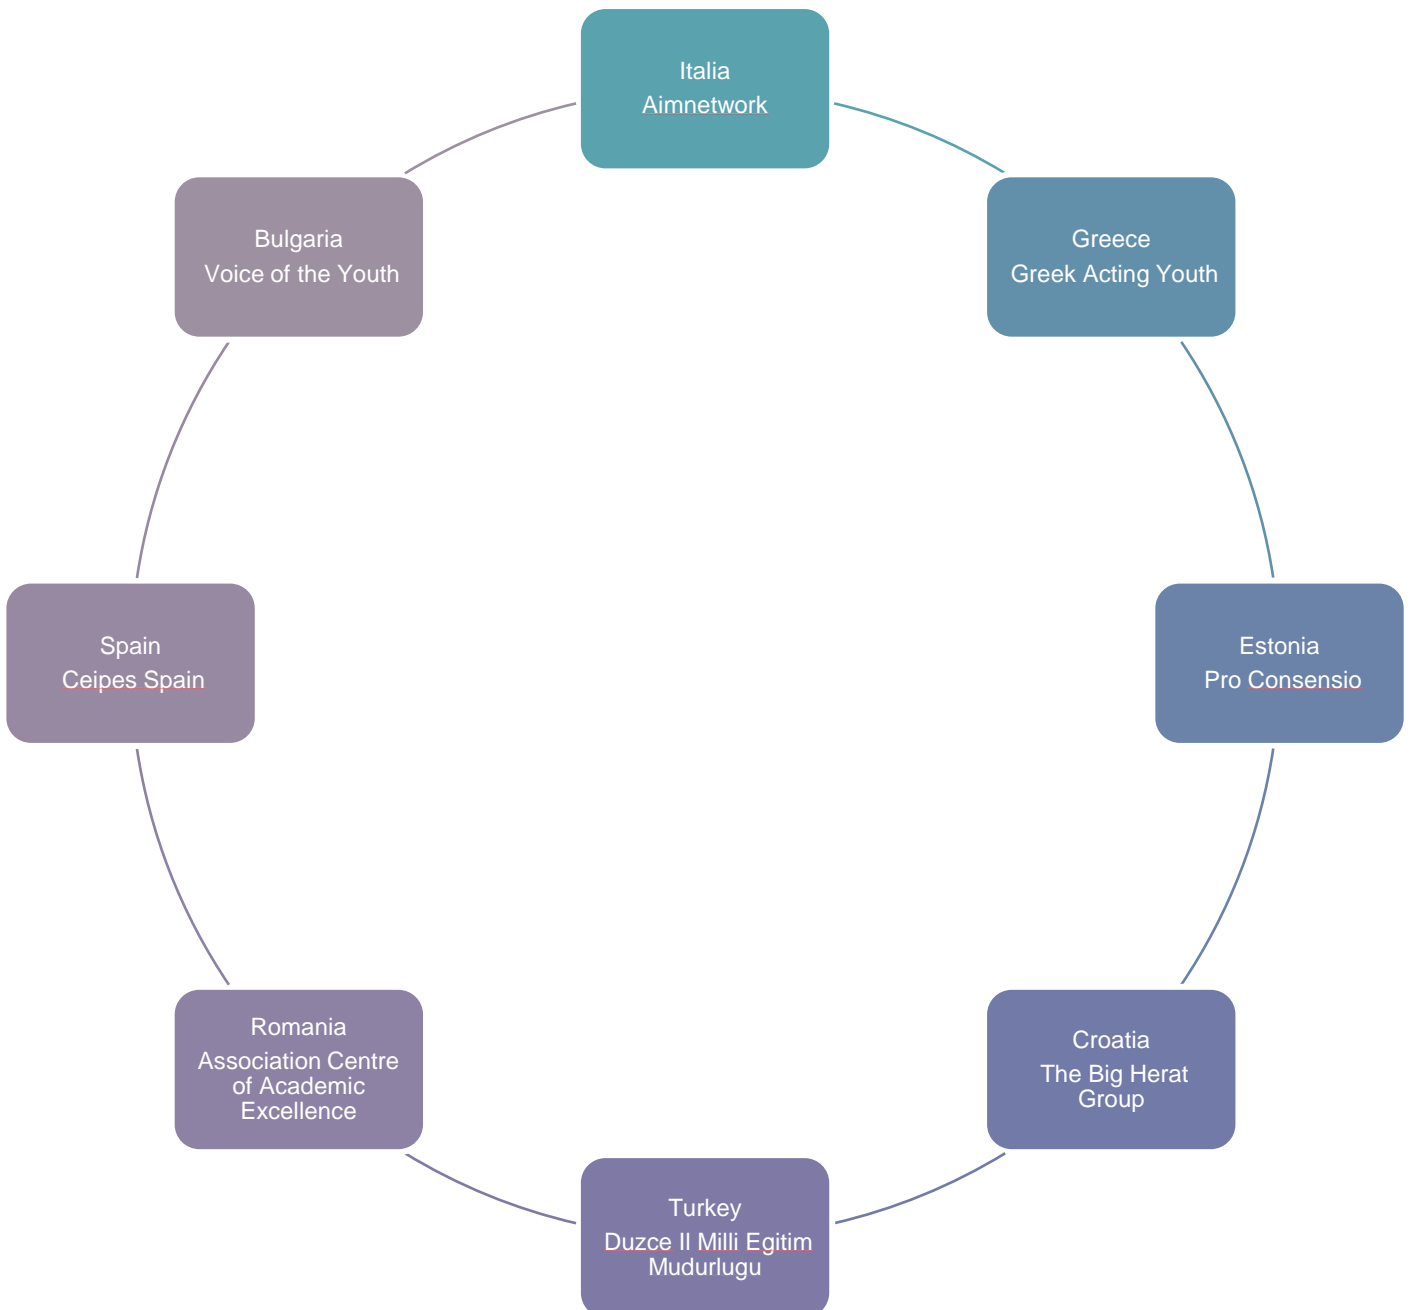 Italia
Aimnetwork
Greece
Greek Acting Youth
Estonia
Pro Consensio
Croatia
The Big Herat
Group
Turkey
Duzce Il Milli Egitim
Mudurlugu
Romania
Association Centre
of Academic
Excellence
Spain
Ceipes Spain
Bulgaria
Voice of the Youth